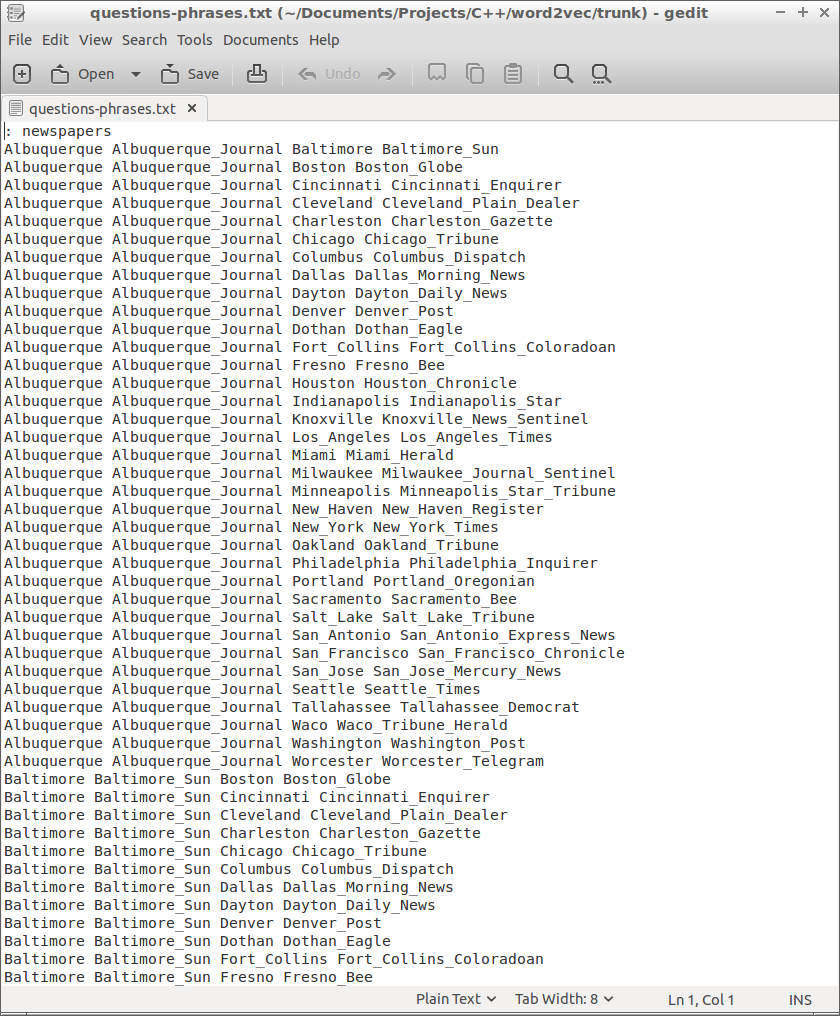 questions-phrases.txt (~/Documents/Projects/C++/word2vec/trunk) - gedit
File Edit View Search Tools Documents Help
Open Save Undo
questions-phrases.txt
: newspapers
Albuquerque Albuquerque_Journal Baltimore Baltimore_Sun
Albuquerque Albuquerque_Journal Boston Boston_Globe
Albuquerque Albuquerque_Journal Cincinnati Cincinnati_Enquirer
Albuquerque Albuquerque_Journal Cleveland Cleveland_Plain_Dealer
Albuquerque Albuquerque_Journal Charleston Charleston_Gazette
Albuquerque Albuquerque_Journal Chicago Chicago_Tribune
Albuquerque Albuquerque_Journal Columbus Columbus_Dispatch
Albuquerque Albuquerque_Journal Dallas Dallas_Morning_News
Albuquerque Albuquerque_Journal Dayton Dayton_Daily_News
Albuquerque Albuquerque_Journal Denver Denver_Post
Albuquerque Albuquerque_Journal Dothan Dothan_Eagle
Albuquerque Albuquerque_Journal Fort_Collins Fort_Collins_Coloradoan
Albuquerque Albuquerque_Journal Fresno Fresno_Bee
Albuquerque Albuquerque_Journal Houston Houston_Chronicle
Albuquerque Albuquerque_Journal Indianapolis Indianapolis_Star
Albuquerque Albuquerque_Journal Knoxville Knoxville_News_Sentinel
Albuquerque Albuquerque_Journal Los_Angeles Los_Angeles_Times
Albuquerque Albuquerque_Journal Miami Miami_Herald
Albuquerque Albuquerque_Journal Milwaukee Milwaukee_Journal_Sentinel
Albuquerque Albuquerque_Journal Minneapolis Minneapolis_Star_Tribune
Albuquerque Albuquerque_Journal New_Haven New_Haven_Register
Albuquerque Albuquerque_Journal New_York New_York_Times
Albuquerque Albuquerque_Journal Oakland Oakland_Tribune
Albuquerque Albuquerque_Journal Philadelphia Philadelphia_Inquirer
Albuquerque Albuquerque_Journal Portland Portland_Oregonian
Albuquerque Albuquerque_Journal Sacramento Sacramento_Bee
Albuquerque Albuquerque_Journal Salt_Lake Salt_Lake_Tribune
Albuquerque Albuquerque_Journal San_Antonio San_Antonio_Express_News
Albuquerque Albuquerque_Journal San_Francisco San_Francisco_Chronicle
Albuquerque Albuquerque_Journal San_Jose San_Jose_Mercury_News
Albuquerque Albuquerque_Journal Seattle Seattle_Times
Albuquerque Albuquerque_Journal Tallahassee Tallahassee_Democrat
Albuquerque Albuquerque_Journal Waco Waco_Tribune_Herald
Albuquerque Albuquerque_Journal Washington Washington_Post
Albuquerque Albuquerque_Journal Worcester Worcester_Telegram
Baltimore Baltimore_Sun Boston Boston_Globe
Baltimore Baltimore_Sun Cincinnati Cincinnati_Enquirer
Baltimore Baltimore_Sun Cleveland Cleveland_Plain_Dealer
Baltimore Baltimore_Sun Charleston Charleston_Gazette
Baltimore Baltimore_Sun Chicago Chicago_Tribune
Baltimore Baltimore_Sun Columbus Columbus_Dispatch
Baltimore Baltimore_Sun Dallas Dallas_Morning_News
Baltimore Baltimore_Sun Dayton Dayton_Daily_News
Baltimore Baltimore_Sun Denver Denver_Post
Baltimore Baltimore_Sun Dothan Dothan_Eagle
Baltimore Baltimore_Sun Fort_Collins Fort_Collins_Coloradoan
Baltimore Baltimore_Sun Fresno Fresno_Bee
Plain Text Tab Width: 8 Ln 1, Col 1 INS